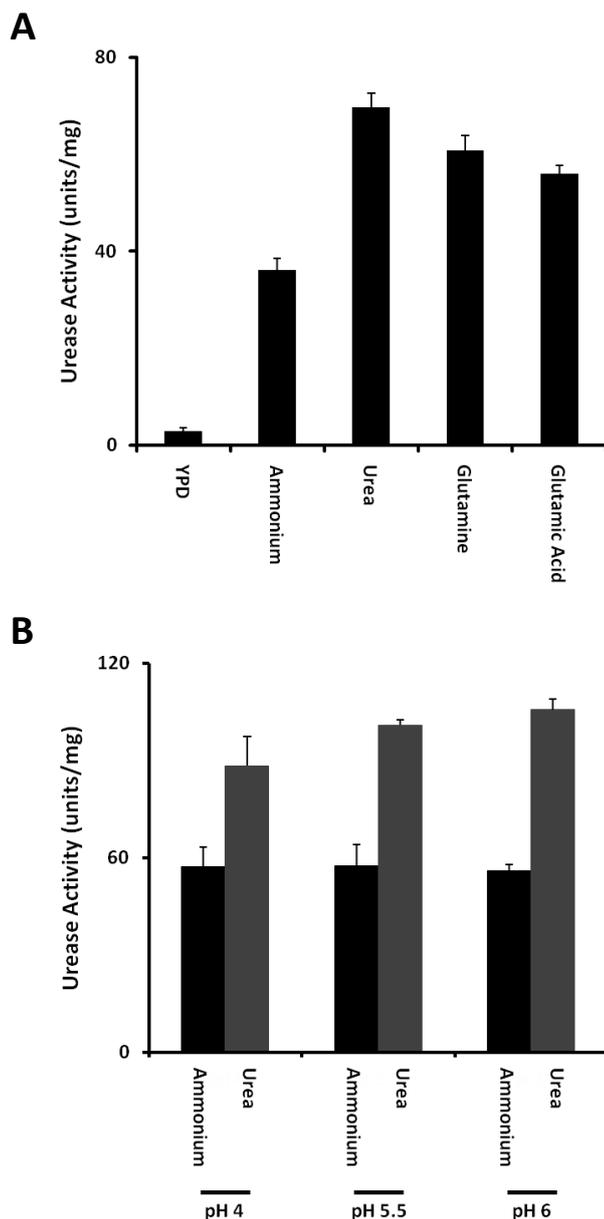 A
Urease Activity (units/mg)
80
40
0
YPD
Ammonium
Urea
Glutamine
Glutamic Acid
B
Urease Activity (units/mg)
120
60
0
Ammonium
Urea
Ammonium
Urea
Ammonium
Urea
pH 4
pH 5.5
pH 6